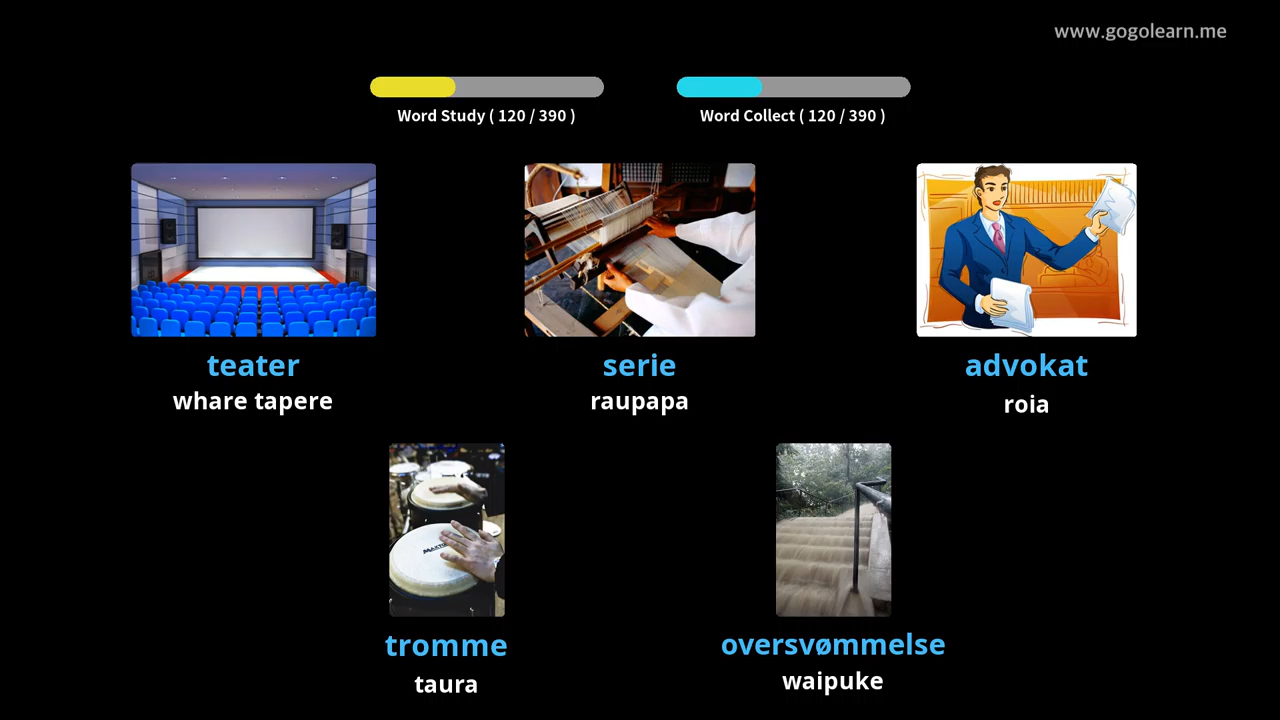 www.gogolearn.me
Word Study ( 120 / 390 )
Word Collect ( 120 / 390 )
teater
whare tapere
serie
raupapa
advokat
roia
tromme
taura
oversvømmelse
waipuke